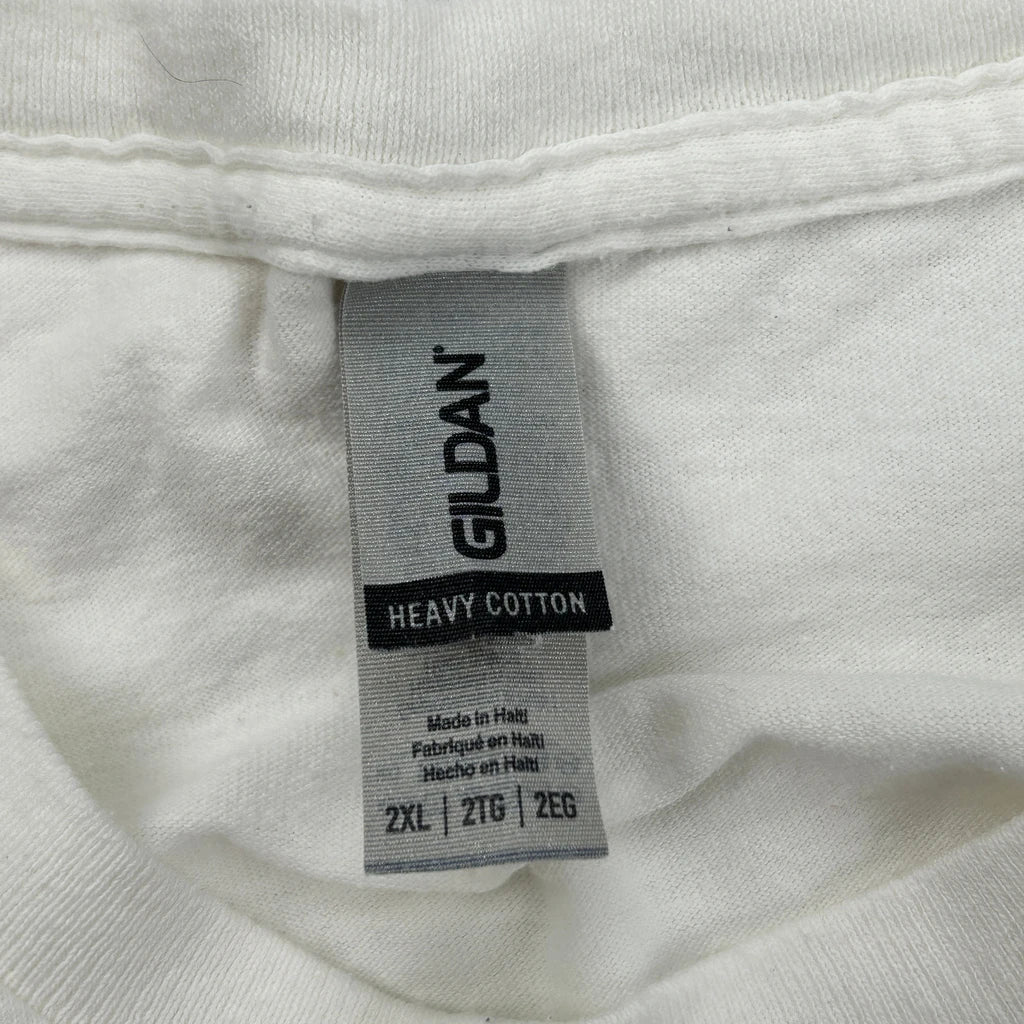 GILDAN®
HEAVY COTTON
Made in Haiti
Fabriqué en Haïti
Hecho en Haití
2XL | 2TG | 2EG